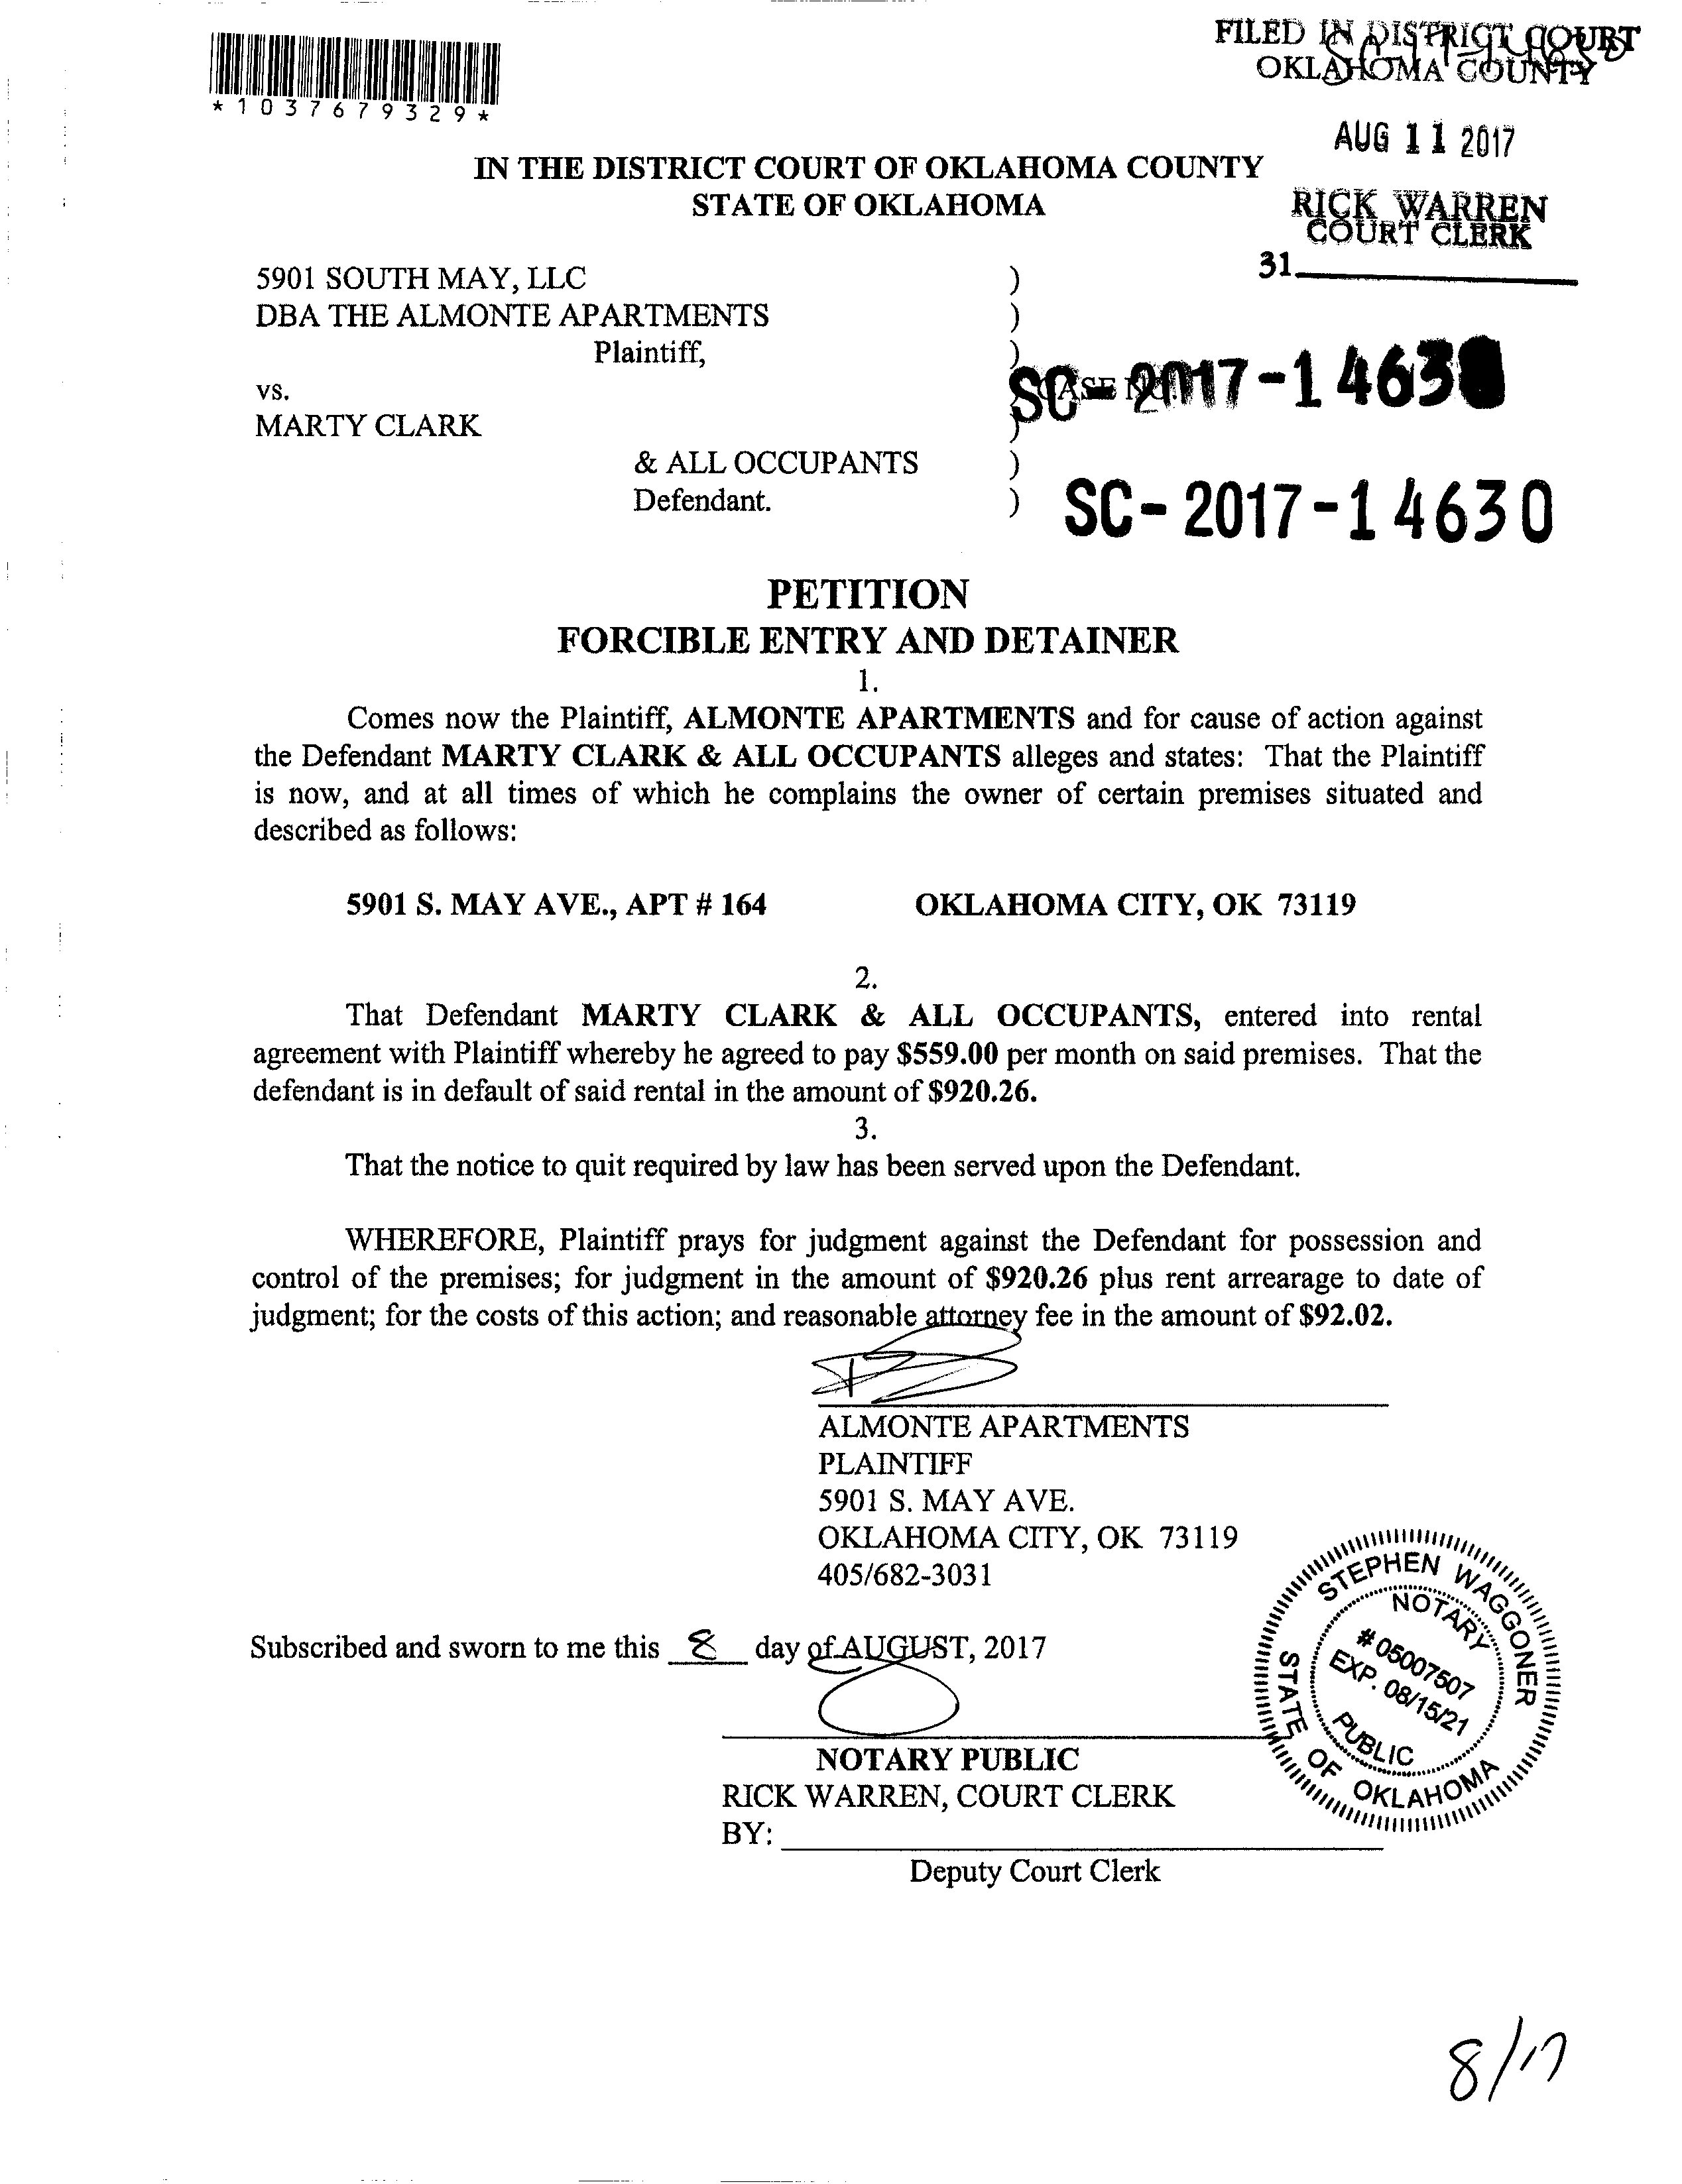 *1037679329*
FILED IN DISTRICT COURT
OKLAHOMA COUNTY
AUG 11 2017
RICK WARREN
COURT CLERK
31
IN THE DISTRICT COURT OF OKLAHOMA COUNTY
STATE OF OKLAHOMA
5901 SOUTH MAY, LLC )
DBA THE ALMONTE APARTMENTS )
Plaintiff, )
vs. CASE NO. SC-2017-14630
MARTY CLARK )
& ALL OCCUPANTS )
Defendant. ) SC-2017-14630
PETITION
FORCIBLE ENTRY AND DETAINER
1.
Comes now the Plaintiff, ALMONTE APARTMENTS and for cause of action against
the Defendant MARTY CLARK & ALL OCCUPANTS alleges and states: That the Plaintiff
is now, and at all times of which he complains the owner of certain premises situated and
described as follows:
5901 S. MAY AVE., APT # 164 OKLAHOMA CITY, OK 73119
2.
That Defendant MARTY CLARK & ALL OCCUPANTS, entered into rental
agreement with Plaintiff whereby he agreed to pay $559.00 per month on said premises. That the
defendant is in default of said rental in the amount of $920.26.
3.
That the notice to quit required by law has been served upon the Defendant.
WHEREFORE, Plaintiff prays for judgment against the Defendant for possession and
control of the premises; for judgment in the amount of $920.26 plus rent arrearage to date of
judgment; for the costs of this action; and reasonable attorney fee in the amount of $92.02.
ALMONTE APARTMENTS
PLAINTIFF
5901 S. MAY AVE.
OKLAHOMA CITY, OK 73119
405/682-3031
Subscribed and sworn to me this 8 day of AUGUST, 2017
NOTARY PUBLIC
RICK WARREN, COURT CLERK
BY:
Deputy Court Clerk
STEPHEN WAGGONER
NOTARY
# 05007507
EXP. 08/15/21
PUBLIC
STATE OF OKLAHOMA
8/17